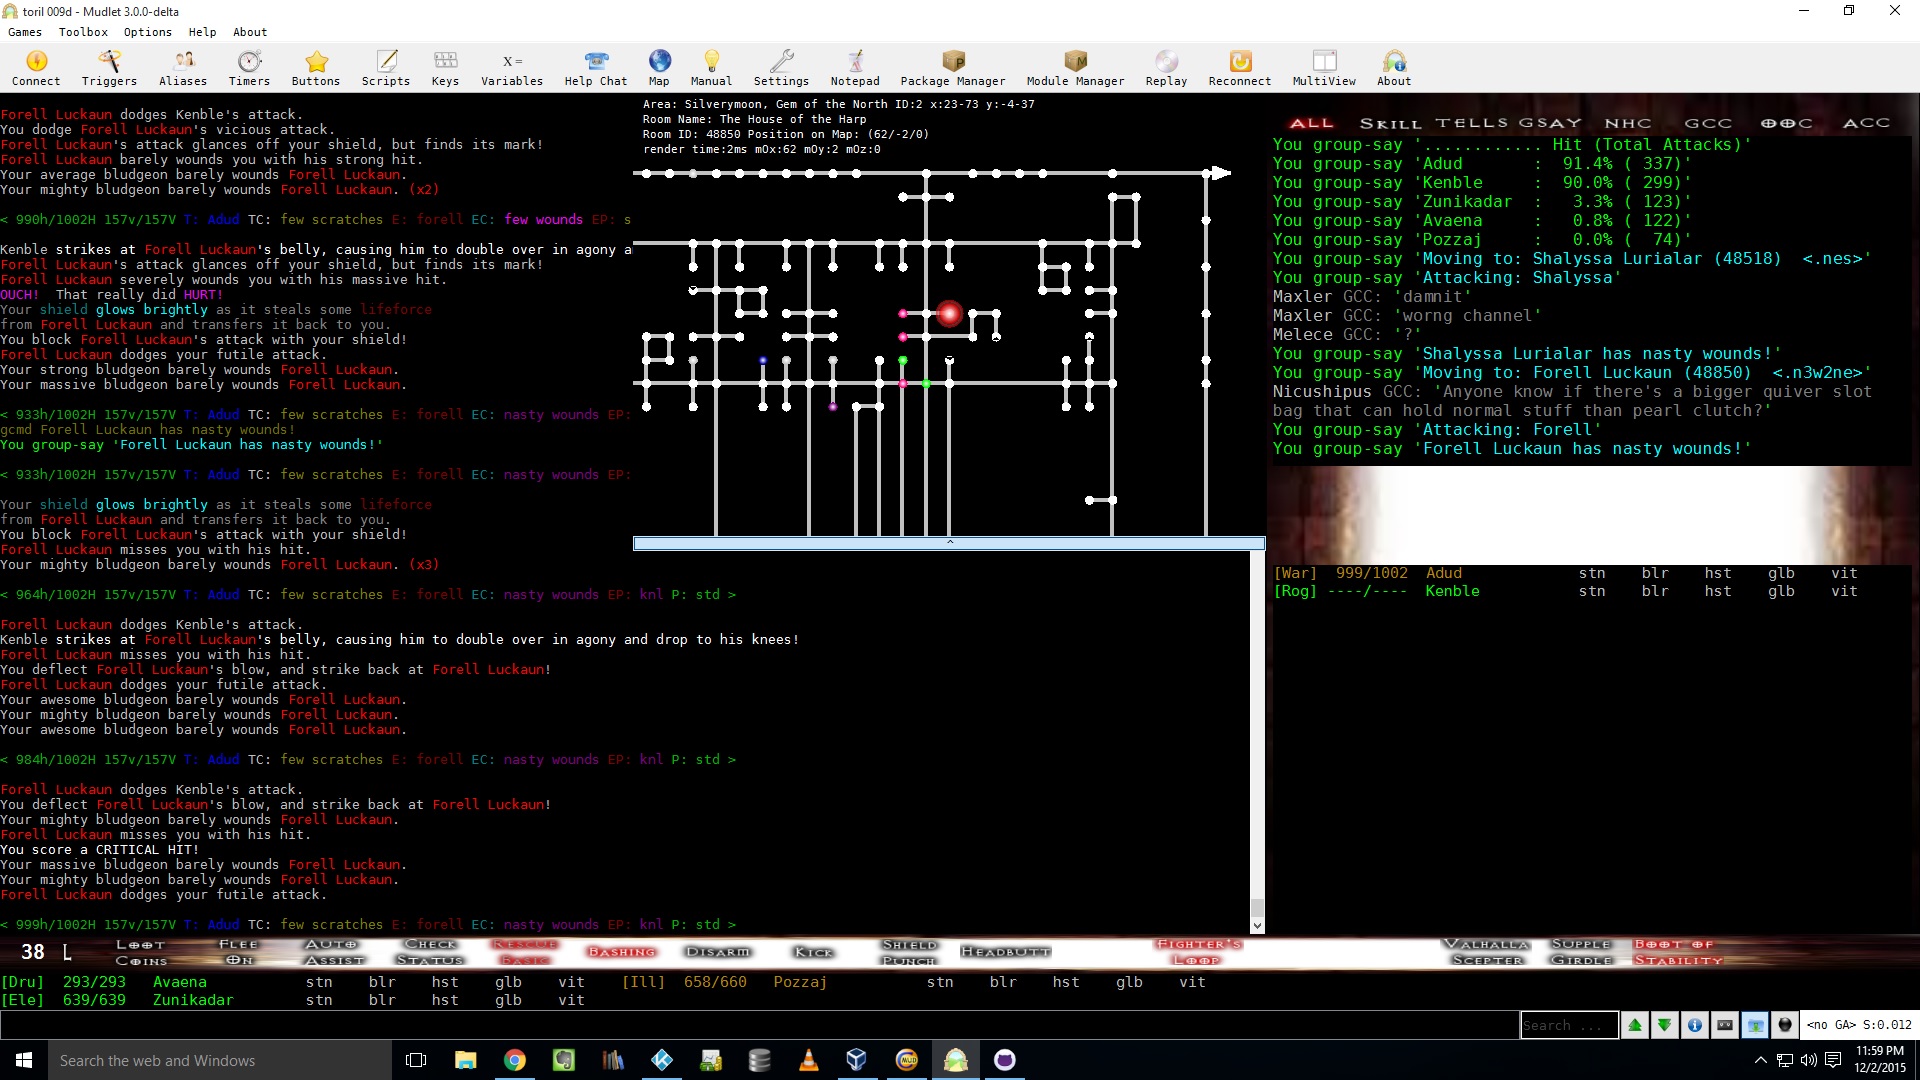 toril 009d - Mudlet 3.0.0-delta
Games Toolbox Options Help About
Connect Triggers Aliases Timers Buttons Scripts Keys Variables Help Chat Map Manual Settings Notepad Package Manager Module Manager Replay Reconnect MultiView About
Forell Luckaun dodges Kenble's attack.
You dodge Forell Luckaun's vicious attack.
Forell Luckaun's attack glances off your shield, but finds its mark!
Forell Luckaun barely wounds you with his strong hit.
Your average bludgeon barely wounds Forell Luckaun.
Your mighty bludgeon barely wounds Forell Luckaun. (x2)
< 990h/1002H 157v/157V T: Adud TC: few scratches E: forell EC: few wounds EP: s
Kenble strikes at Forell Luckaun's belly, causing him to double over in agony a
Forell Luckaun's attack glances off your shield, but finds its mark!
Forell Luckaun severely wounds you with his massive hit.
OUCH! That really did HURT!
Your shield glows brightly as it steals some lifeforce
from Forell Luckaun and transfers it back to you.
You block Forell Luckaun's attack with your shield!
Forell Luckaun dodges your futile attack.
Your strong bludgeon barely wounds Forell Luckaun.
Your massive bludgeon barely wounds Forell Luckaun.
< 933h/1002H 157v/157V T: Adud TC: few scratches E: forell EC: nasty wounds EP:
gcmd Forell Luckaun has nasty wounds!
You group-say 'Forell Luckaun has nasty wounds!'
< 933h/1002H 157v/157V T: Adud TC: few scratches E: forell EC: nasty wounds EP:
Your shield glows brightly as it steals some lifeforce
from Forell Luckaun and transfers it back to you.
You block Forell Luckaun's attack with your shield!
Forell Luckaun misses you with his hit.
Your mighty bludgeon barely wounds Forell Luckaun. (x3)
< 964h/1002H 157v/157V T: Adud TC: few scratches E: forell EC: nasty wounds EP: knl P: std >
Forell Luckaun dodges Kenble's attack.
Kenble strikes at Forell Luckaun's belly, causing him to double over in agony and drop to his knees!
Forell Luckaun misses you with his hit.
You deflect Forell Luckaun's blow, and strike back at Forell Luckaun!
Forell Luckaun dodges your futile attack.
Your awesome bludgeon barely wounds Forell Luckaun.
Your mighty bludgeon barely wounds Forell Luckaun.
Your awesome bludgeon barely wounds Forell Luckaun.
< 984h/1002H 157v/157V T: Adud TC: few scratches E: forell EC: nasty wounds EP: knl P: std >
Forell Luckaun dodges Kenble's attack.
You deflect Forell Luckaun's blow, and strike back at Forell Luckaun!
Your mighty bludgeon barely wounds Forell Luckaun.
Forell Luckaun misses you with his hit.
You score a CRITICAL HIT!
Your massive bludgeon barely wounds Forell Luckaun.
Your mighty bludgeon barely wounds Forell Luckaun.
Forell Luckaun dodges your futile attack.
< 999h/1002H 157v/157V T: Adud TC: few scratches E: forell EC: nasty wounds EP: knl P: std >
Area: Silverymoon, Gem of the North ID:2 x:23-73 y:-4-37
Room Name: The House of the Harp
Room ID: 48850 Position on Map: (62/-2/0)
render time:2ms mOx:62 mOy:2 mOz:0
ALL SKILL TELLS GSAY NHC GCC OOC ACC
You group-say '............ Hit (Total Attacks)'
You group-say 'Adud : 91.4% ( 337)'
You group-say 'Kenble : 90.0% ( 299)'
You group-say 'Zunikadar : 3.3% ( 123)'
You group-say 'Avaena : 0.8% ( 122)'
You group-say 'Pozzaj : 0.0% ( 74)'
You group-say 'Moving to: Shalyssa Lurialar (48518) <.nes>'
You group-say 'Attacking: Shalyssa'
Maxler GCC: 'damnit'
Maxler GCC: 'worng channel'
Melece GCC: '?'
You group-say 'Shalyssa Lurialar has nasty wounds!'
You group-say 'Moving to: Forell Luckaun (48850) <.n3w2ne>'
Nicushipus GCC: 'Anyone know if there's a bigger quiver slot
bag that can hold normal stuff than pearl clutch?'
You group-say 'Attacking: Forell'
You group-say 'Forell Luckaun has nasty wounds!'
[War] 999/1002 Adud stn blr hst glb vit
[Rog] ----/---- Kenble stn blr hst glb vit
38 L
LOOT COINS
FLEE ON
AUTO ASSIST
CHECK STATUS
RESCUE BASIC
BASHING
DISARM
KICK
SHIELD PUNCH
HEADBUTT
FIGHTER'S LOOP
VALHALLA SCEPTER
SUPPLE GIRDLE
BOOT OF STABILITY
[Dru] 293/293 Avaena stn blr hst glb vit [Ill] 658/660 Pozzaj stn blr hst glb vit
[Ele] 639/639 Zunikadar stn blr hst glb vit
Search ...
<no GA> S:0.012
Search the web and Windows
11:59 PM
12/2/2015